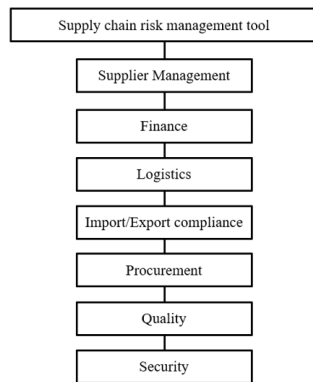 Supply chain risk management tool
Supplier Management
Finance
Logistics
Import/Export compliance
Procurement
Quality
Security